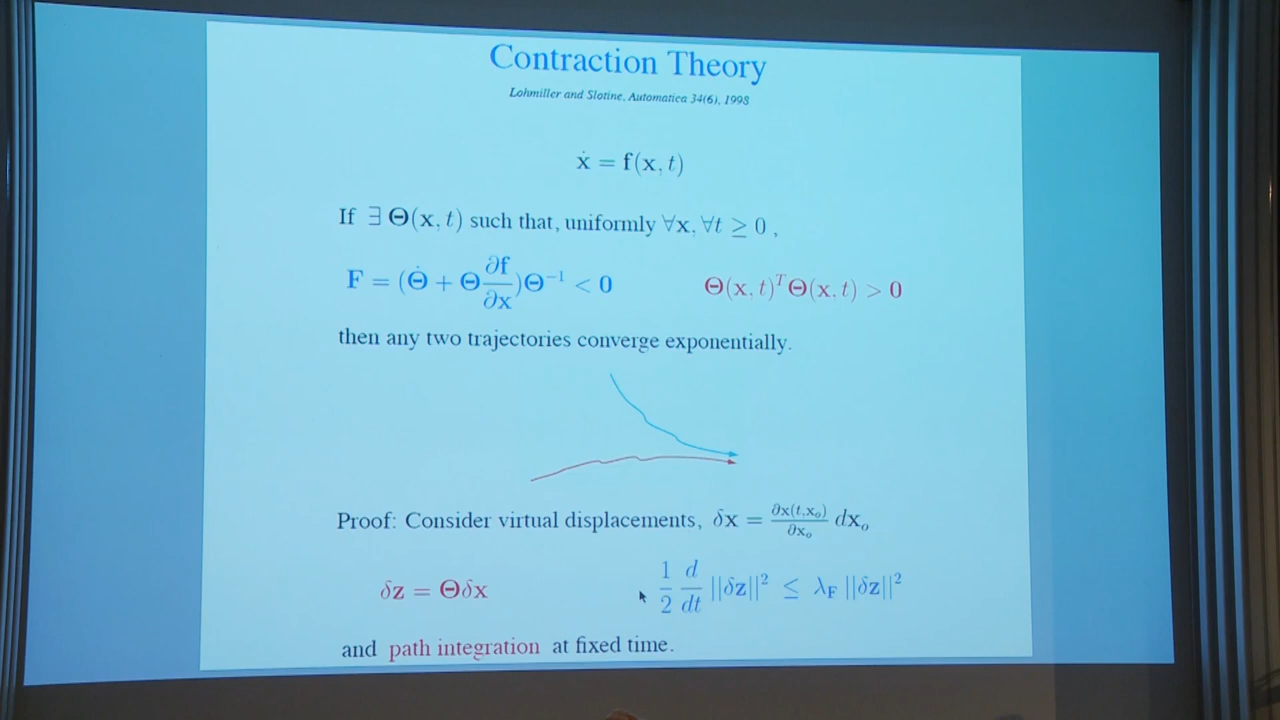 Contraction Theory
Lohmiller and Slotine, Automatica 34(6), 1998
ẋ = f(x, t)
If ∃ Θ(x, t) such that, uniformly ∀x, ∀t ≥ 0 ,
F = (Θ̇ + Θ ∂f/∂x)Θ⁻¹ < 0 Θ(x, t)ᵀΘ(x, t) > 0
then any two trajectories converge exponentially.
Proof: Consider virtual displacements, δx = ∂x(t,xₒ)/∂xₒ dxₒ
δz = Θδx 1/2 d/dt ||δz||² ≤ λ_F ||δz||²
and path integration at fixed time.